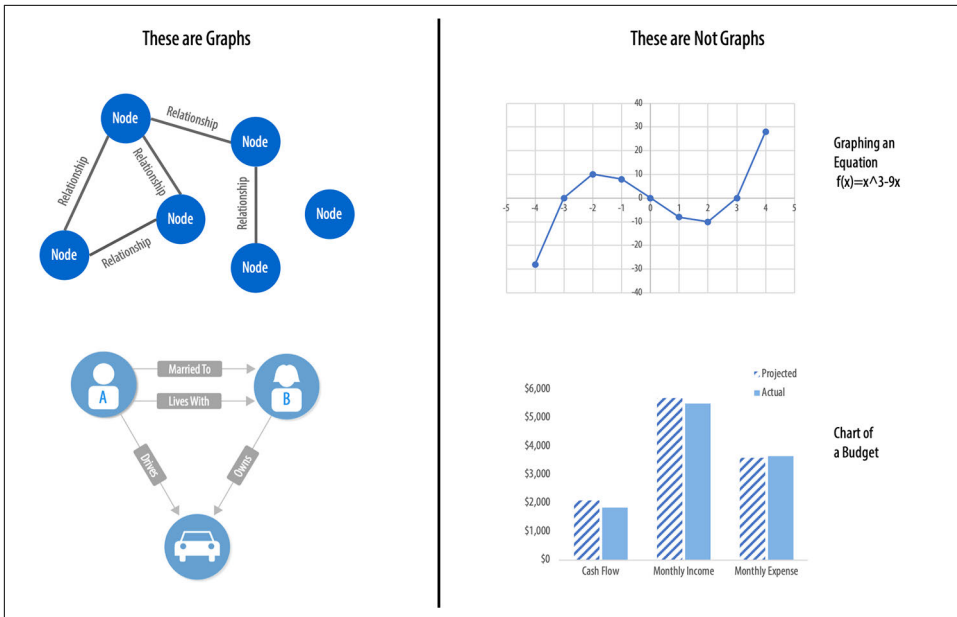 These are Graphs
Node
Relationship
Node
Relationship
Relationship
Relationship
Node
Node
Relationship
Node
Node
Married To
A
Lives With
B
Drives
Owns
These are Not Graphs
40
30
20
10
0
-5 -4 -3 -2 -1 0 1 2 3 4 5
-10
-20
-30
-40
Graphing an
Equation
f(x)=x^3-9x
Projected
Actual
$6,000
$5,000
$4,000
$3,000
$2,000
$1,000
$0
Cash Flow Monthly Income Monthly Expense
Chart of
a Budget